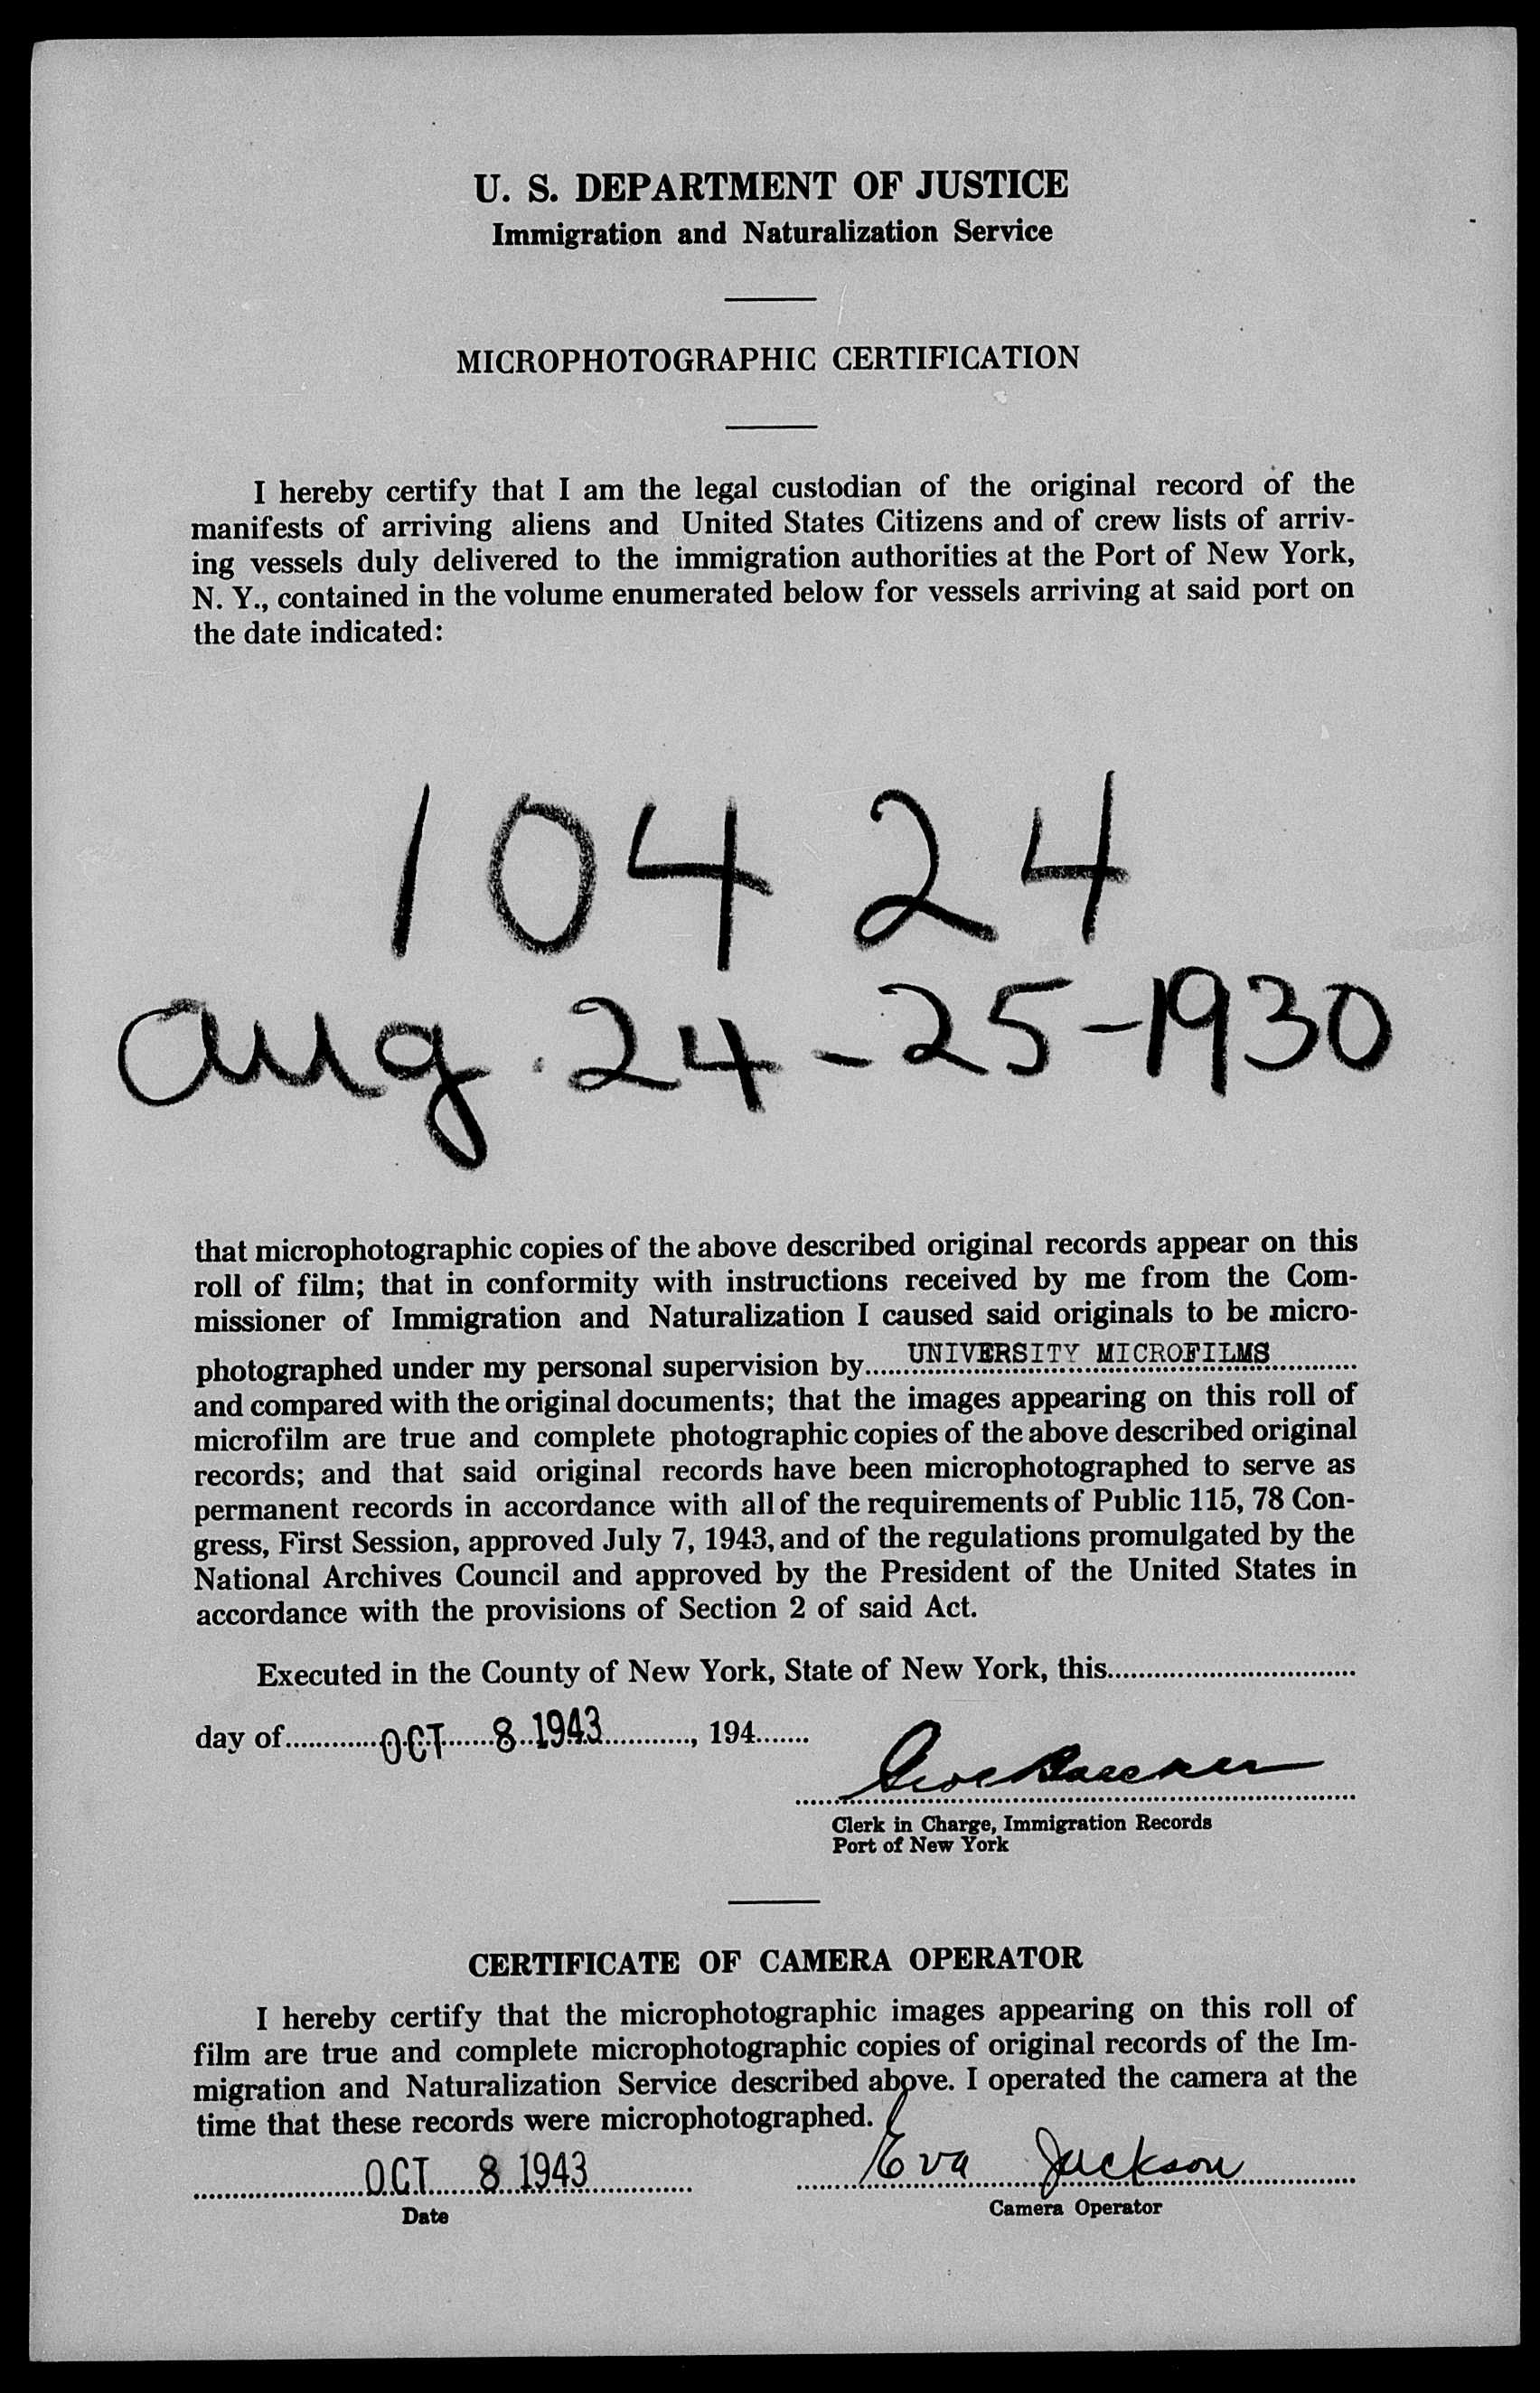 U. S. DEPARTMENT OF JUSTICE
Immigration and Naturalization Service
MICROPHOTOGRAPHIC CERTIFICATION
I hereby certify that I am the legal custodian of the original record of the
manifests of arriving aliens and United States Citizens and of crew lists of arriv-
ing vessels duly delivered to the immigration authorities at the Port of New York,
N. Y., contained in the volume enumerated below for vessels arriving at said port on
the date indicated:
10424
Aug. 24-25-1930
that microphotographic copies of the above described original records appear on this
roll of film; that in conformity with instructions received by me from the Com-
missioner of Immigration and Naturalization I caused said originals to be micro-
photographed under my personal supervision by UNIVERSITY MICROFILMS
and compared with the original documents; that the images appearing on this roll of
microfilm are true and complete photographic copies of the above described original
records; and that said original records have been microphotographed to serve as
permanent records in accordance with all of the requirements of Public 115, 78 Con-
gress, First Session, approved July 7, 1943, and of the regulations promulgated by the
National Archives Council and approved by the President of the United States in
accordance with the provisions of Section 2 of said Act.
Executed in the County of New York, State of New York, this
day of OCT 8 1943, 194
Clerk in Charge, Immigration Records
Port of New York
CERTIFICATE OF CAMERA OPERATOR
I hereby certify that the microphotographic images appearing on this roll of
film are true and complete microphotographic copies of original records of the Im-
migration and Naturalization Service described above. I operated the camera at the
time that these records were microphotographed.
OCT 8 1943 Eva Jackson
Date Camera Operator